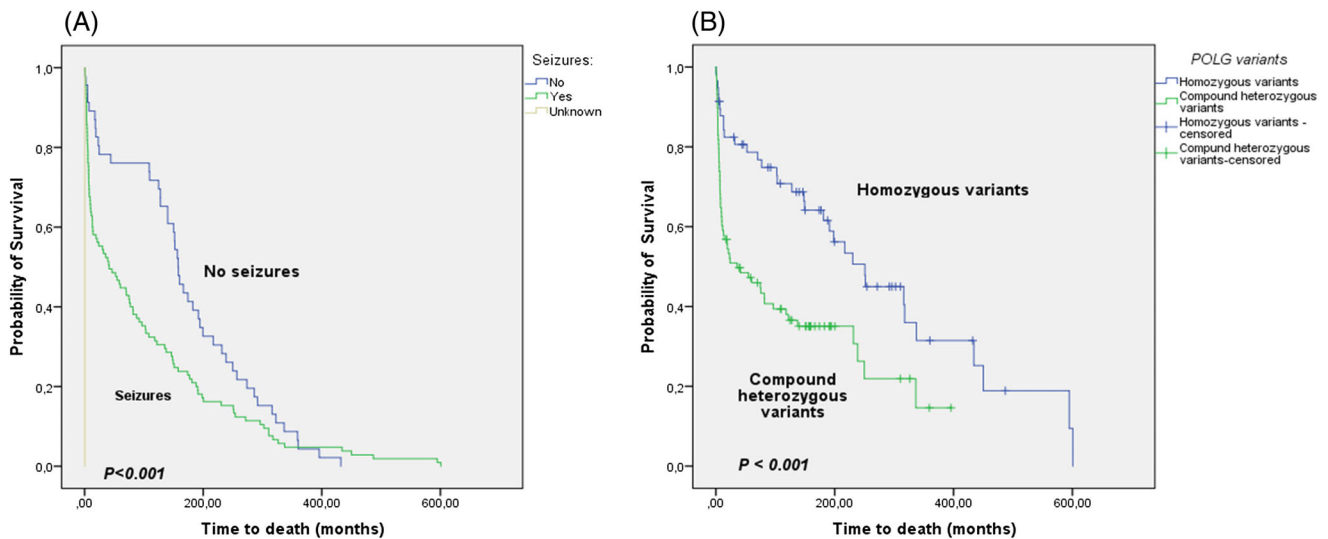 (A)
Probability of Survival
1,0
0,8
0,6
0,4
0,2
0,0
No seizures
Seizures
P<0.001
,00
200,00
400,00
600,00
Time to death (months)
Seizures:
No
Yes
Unknown
(B)
Probability of Survival
1,0
0,8
0,6
0,4
0,2
0,0
Homozygous variants
Compound
heterozygous
variants
P < 0.001
,00
200,00
400,00
600,00
Time to death (months)
POLG variants
Homozygous variants
Compound heterozygous
variants
Homozygous variants -
censored
Compund heterozygous
variants-censored